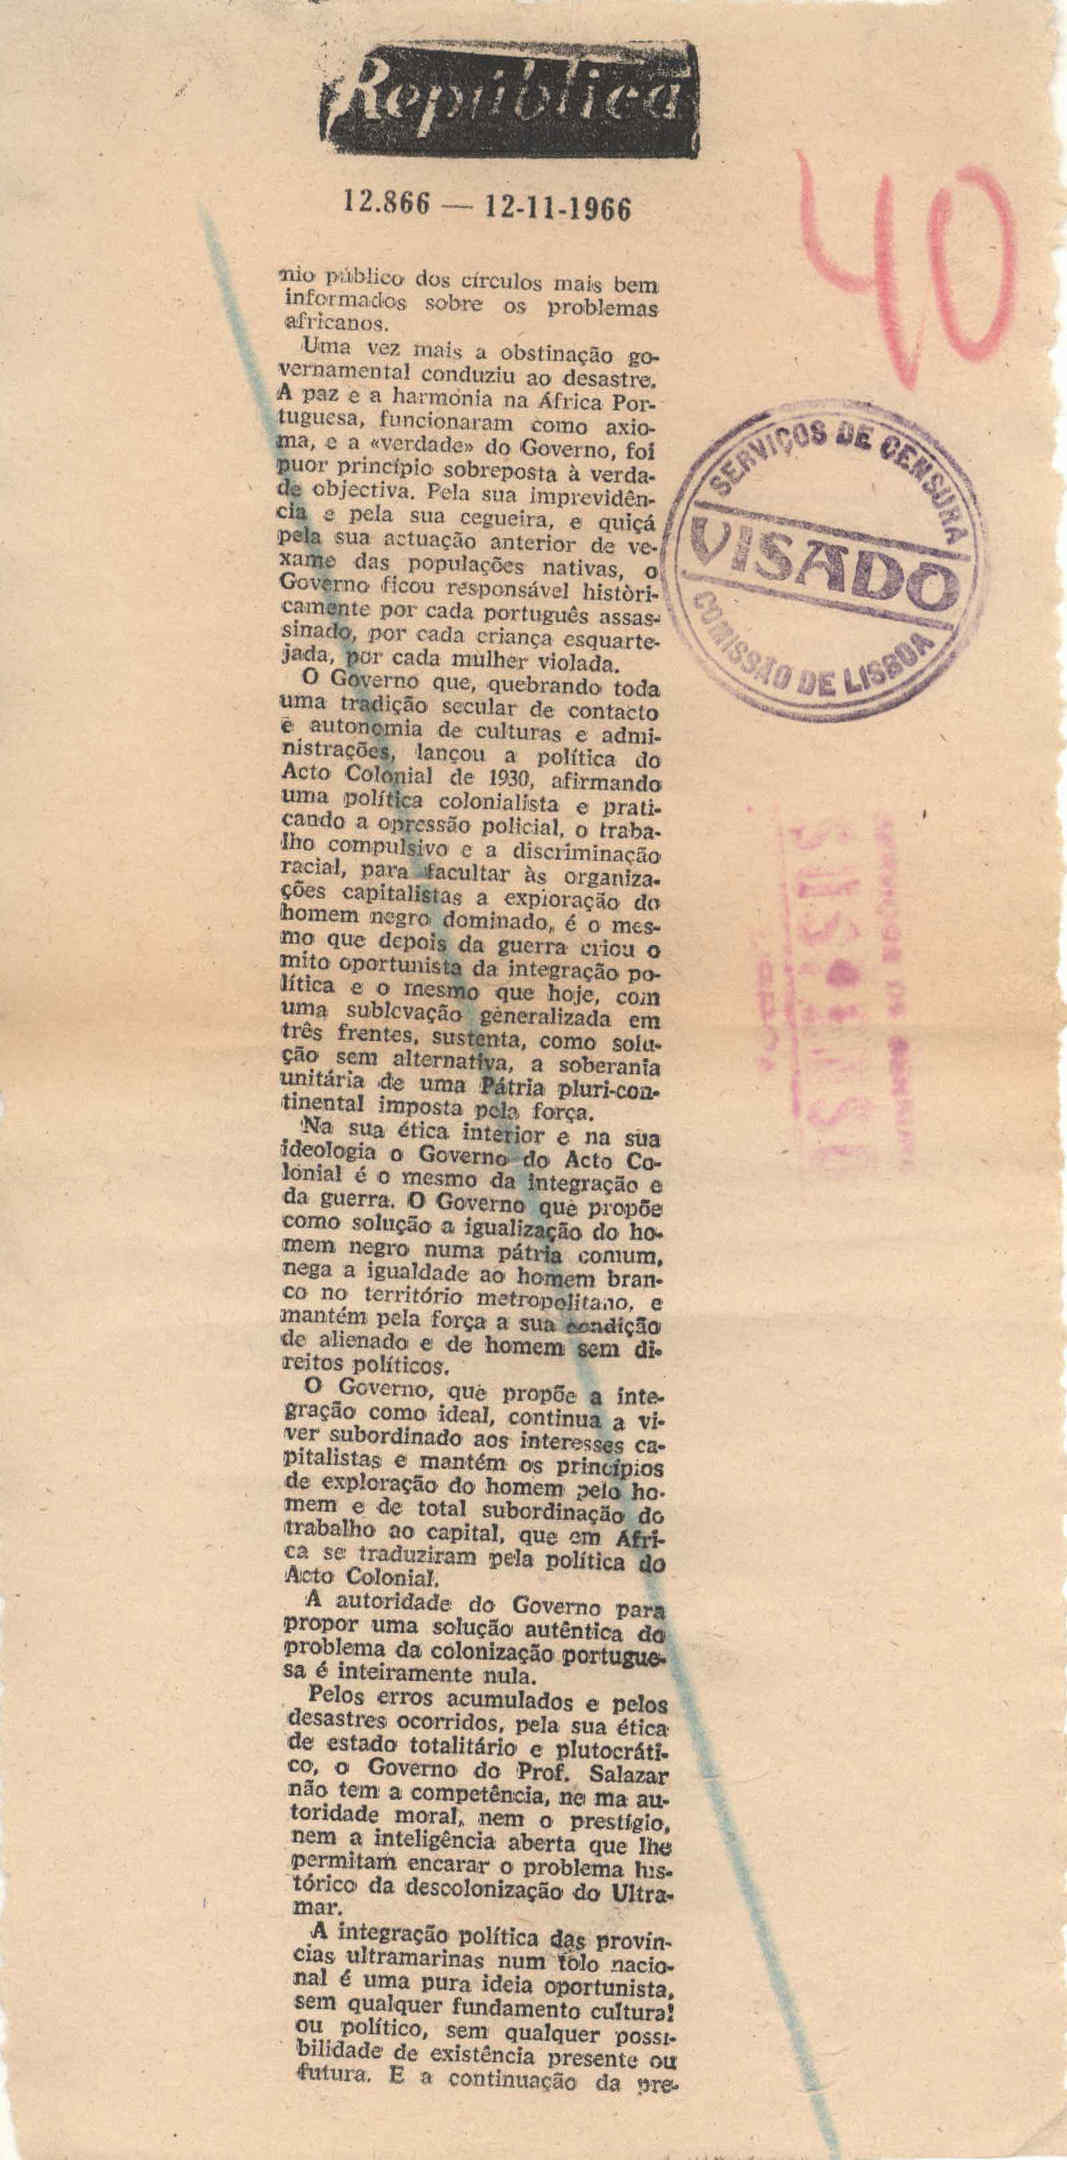 República
12.866 — 12-11-1966
40
SERVIÇOS DE CENSURA
VISADO
COMISSÃO DE LISBOA
nio público dos círculos mais bem
informados sobre os problemas
africanos.
Uma vez mais a obstinação go-
vernamental conduziu ao desastre.
A paz e a harmonia na África Por-
tuguesa, funcionaram como axio-
ma, e a «verdade» do Governo, foi
puor princípio sobreposta à verda-
de objectiva. Pela sua imprevidên-
cia e pela sua cegueira, e quiçá
pela sua actuação anterior de ve-
xame das populações nativas, o
Governo ficou responsável històri-
camente por cada português assas-
sinado, por cada criança esquarte-
jada, por cada mulher violada.
O Governo que, quebrando toda
uma tradição secular de contacto
e autonomia de culturas e admi-
nistrações, lançou a política do
Acto Colonial de 1930, afirmando
uma política colonialista e prati-
cando a opressão policial, o traba-
lho compulsivo e a discriminação
racial, para facultar às organiza-
ções capitalistas a exploração do
homem negro dominado, é o mes-
mo que depois da guerra criou o
mito oportunista da integração po-
lítica e o mesmo que hoje, com
uma sublevação generalizada em
três frentes, sustenta, como solu-
ção sem alternativa, a soberania
unitária de uma Pátria pluri-con-
tinental imposta pela força.
Na sua ética interior e na sua
ideologia o Governo do Acto Co-
lonial é o mesmo da integração e
da guerra. O Governo que propõe
como solução a igualização do ho-
mem negro numa pátria comum,
nega a igualdade ao homem bran-
co no território metropolitano, e
mantém pela força a sua condição
de alienado e de homem sem di-
reitos políticos.
O Governo, que propõe a inte-
gração como ideal, continua a vi-
ver subordinado aos interesses ca-
pitalistas e mantém os princípios
de exploração do homem pelo ho-
mem e de total subordinação do
trabalho ao capital, que em Áfri-
ca se traduziram pela política do
Acto Colonial.
A autoridade do Governo para
propor uma solução autêntica do
problema da colonização portugue-
sa é inteiramente nula.
Pelos erros acumulados e pelos
desastres ocorridos, pela sua ética
de estado totalitário e plutocráti-
co, o Governo do Prof. Salazar
não tem a competência, ne ma au-
toridade moral, nem o prestígio,
nem a inteligência aberta que lhe
permitam encarar o problema his-
tórico da descolonização do Ultra-
mar.
A integração política das provín-
cias ultramarinas num tolo nacio-
nal é uma pura ideia oportunista,
sem qualquer fundamento cultural
ou político, sem qualquer possi-
bilidade de existência presente ou
futura. E a continuação da pre-